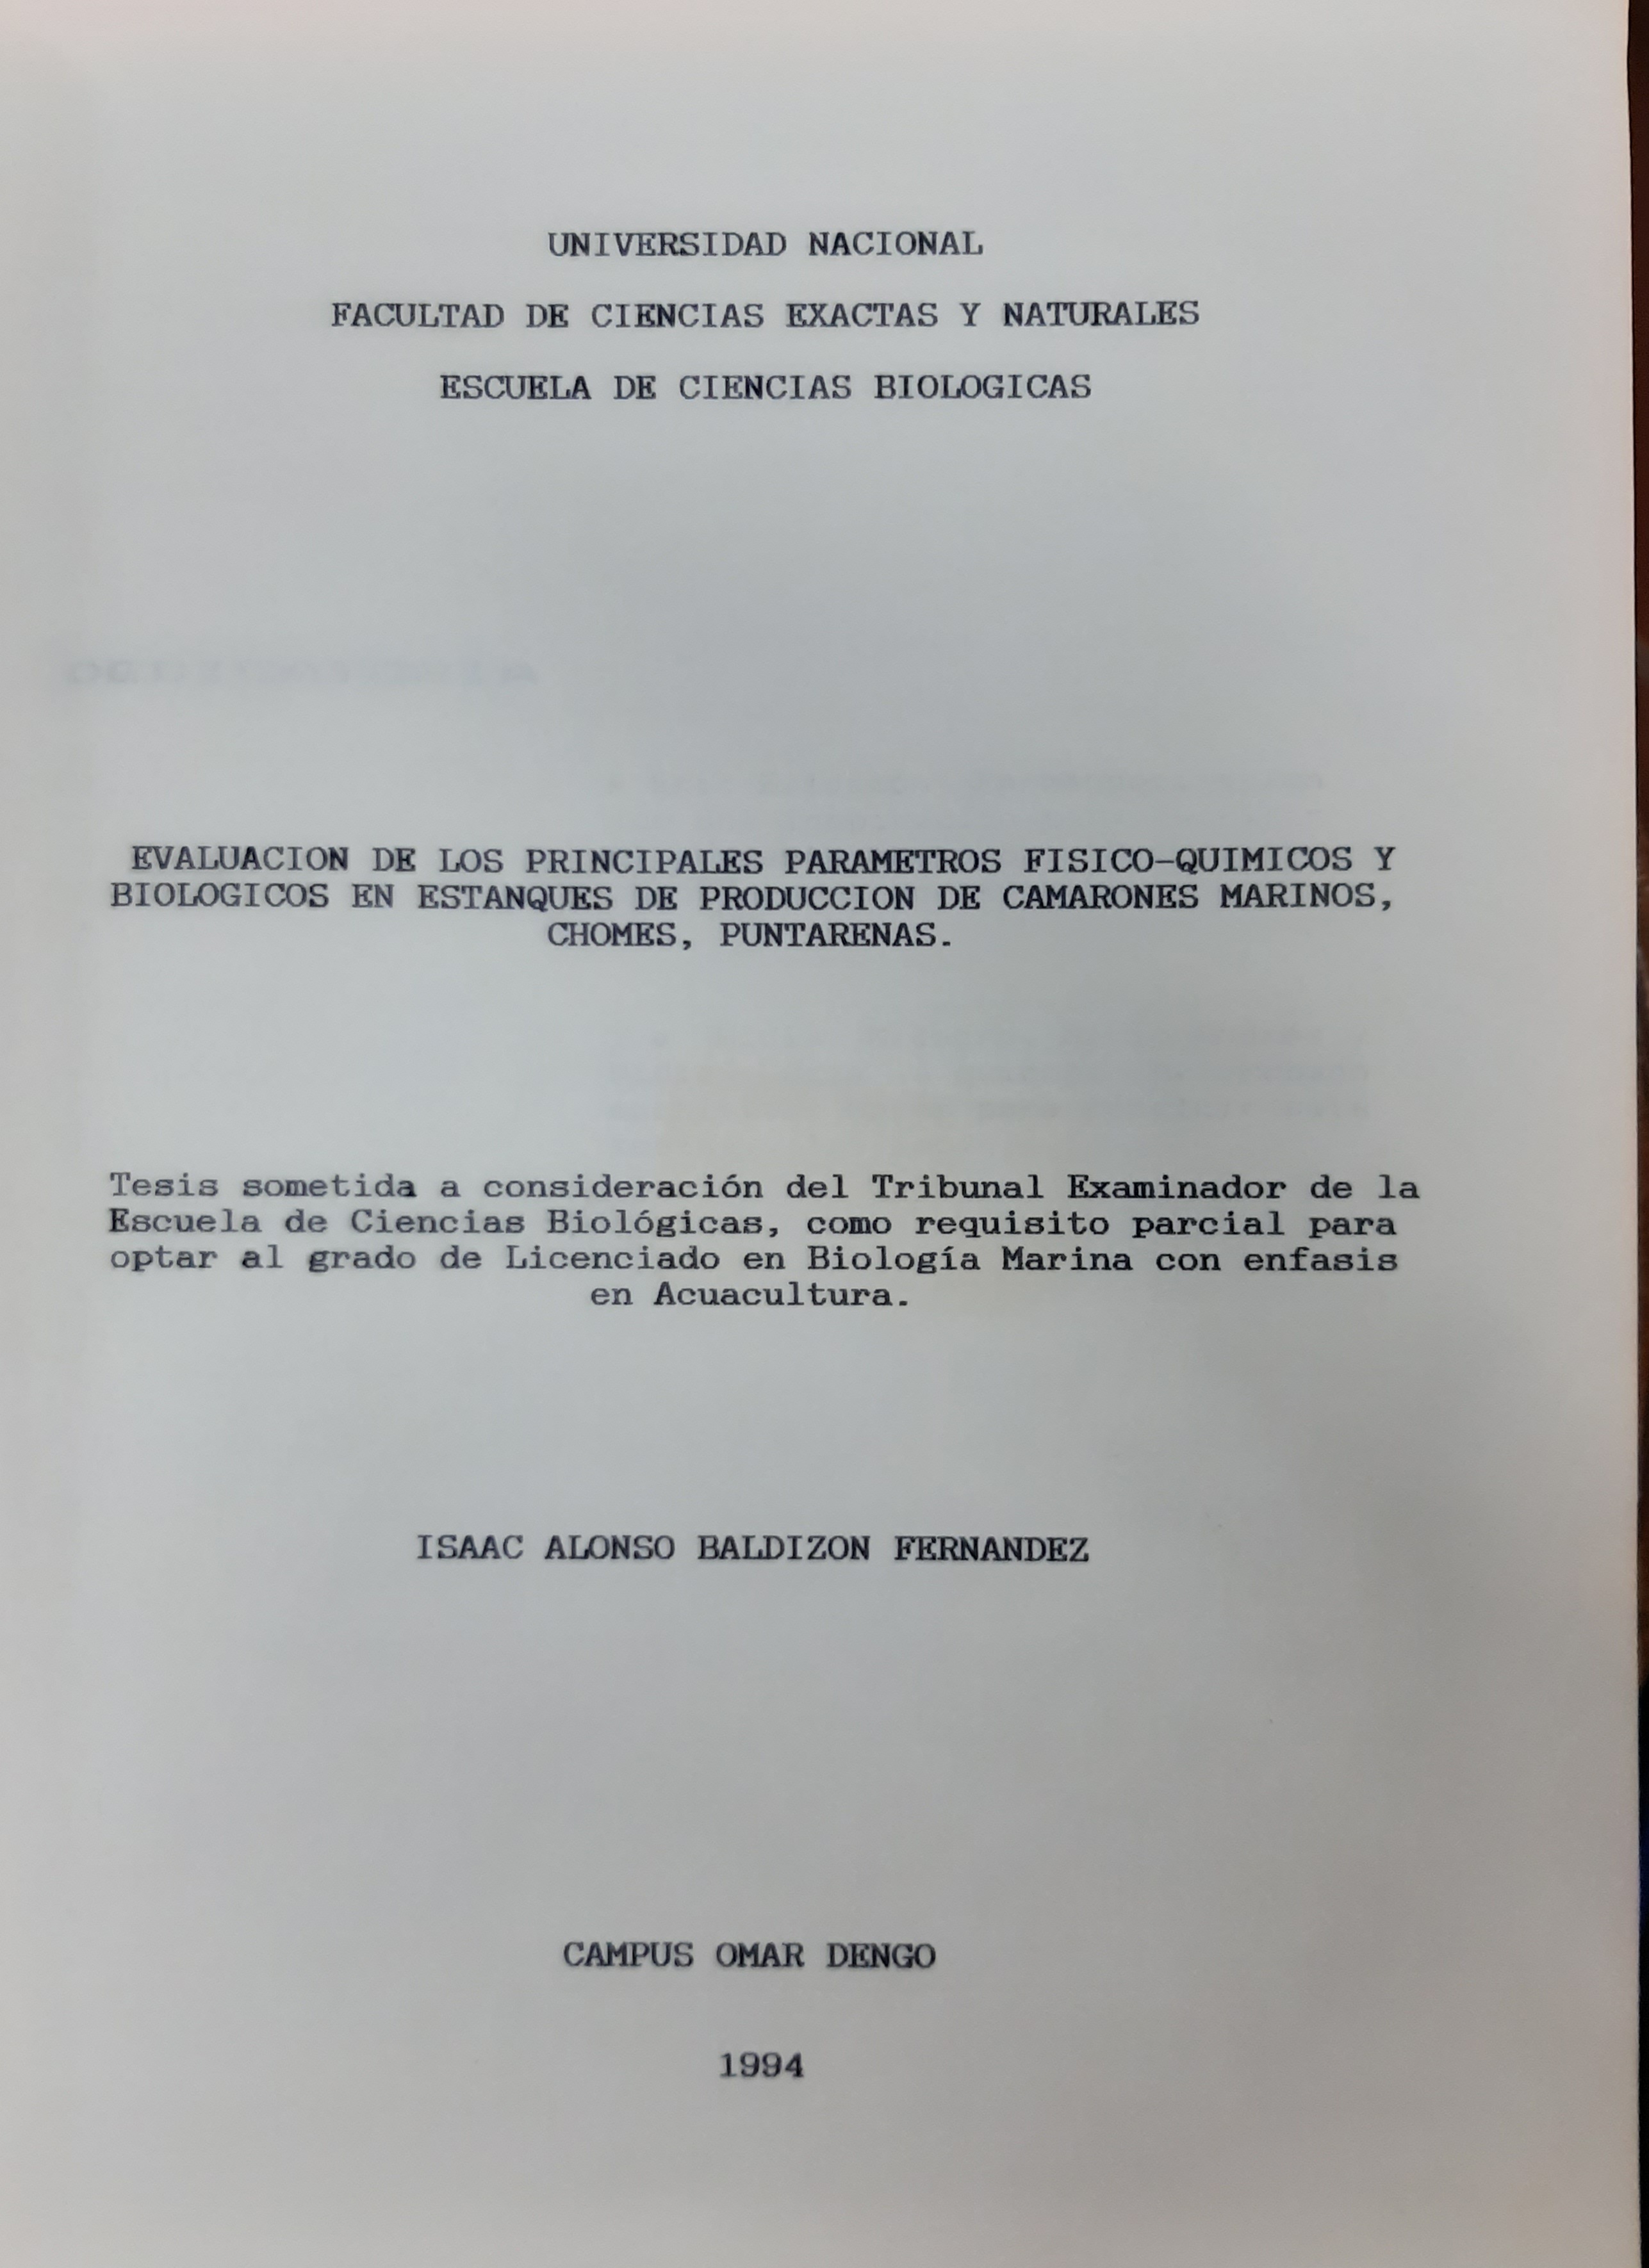 UNIVERSIDAD NACIONAL
FACULTAD DE CIENCIAS EXACTAS Y NATURALES
ESCUELA DE CIENCIAS BIOLOGICAS
EVALUACION DE LOS PRINCIPALES PARAMETROS FISICO-QUIMICOS Y
BIOLOGICOS EN ESTANQUES DE PRODUCCION DE CAMARONES MARINOS,
CHOMES, PUNTARENAS.
Tesis sometida a consideración del Tribunal Examinador de la
Escuela de Ciencias Biológicas, como requisito parcial para
optar al grado de Licenciado en Biología Marina con enfasis
en Acuacultura.
ISAAC ALONSO BALDIZON FERNANDEZ
CAMPUS OMAR DENGO
1994